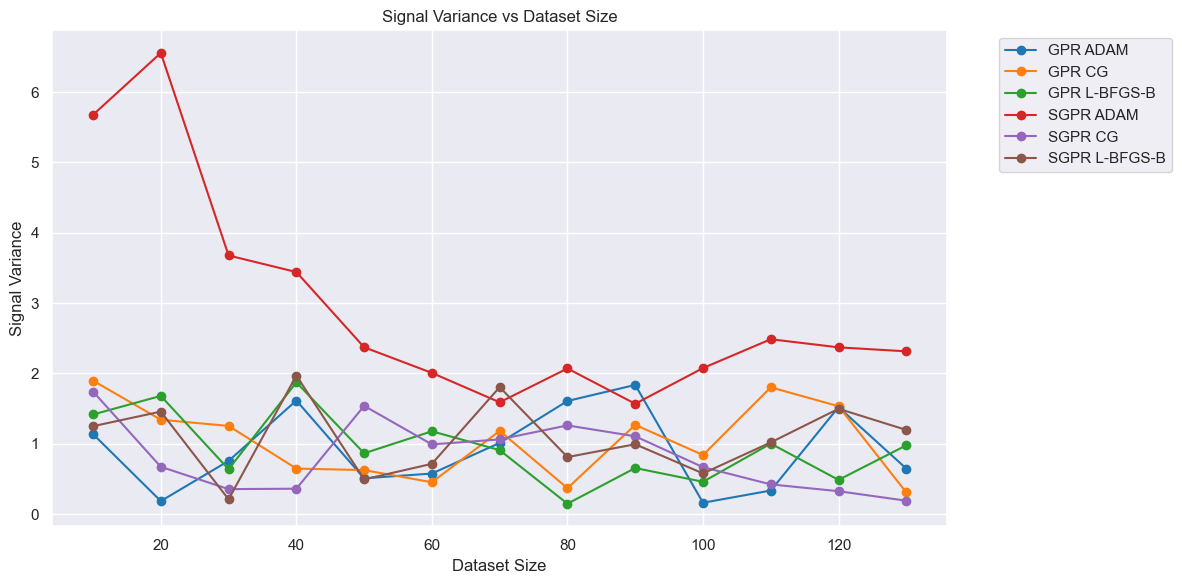 Signal Variance vs Dataset Size
GPR ADAM
GPR CG
GPR L-BFGS-B
SGPR ADAM
SGPR CG
SGPR L-BFGS-B
Signal Variance
6
5
4
3
2
1
0
20 40 60 80 100 120
Dataset Size